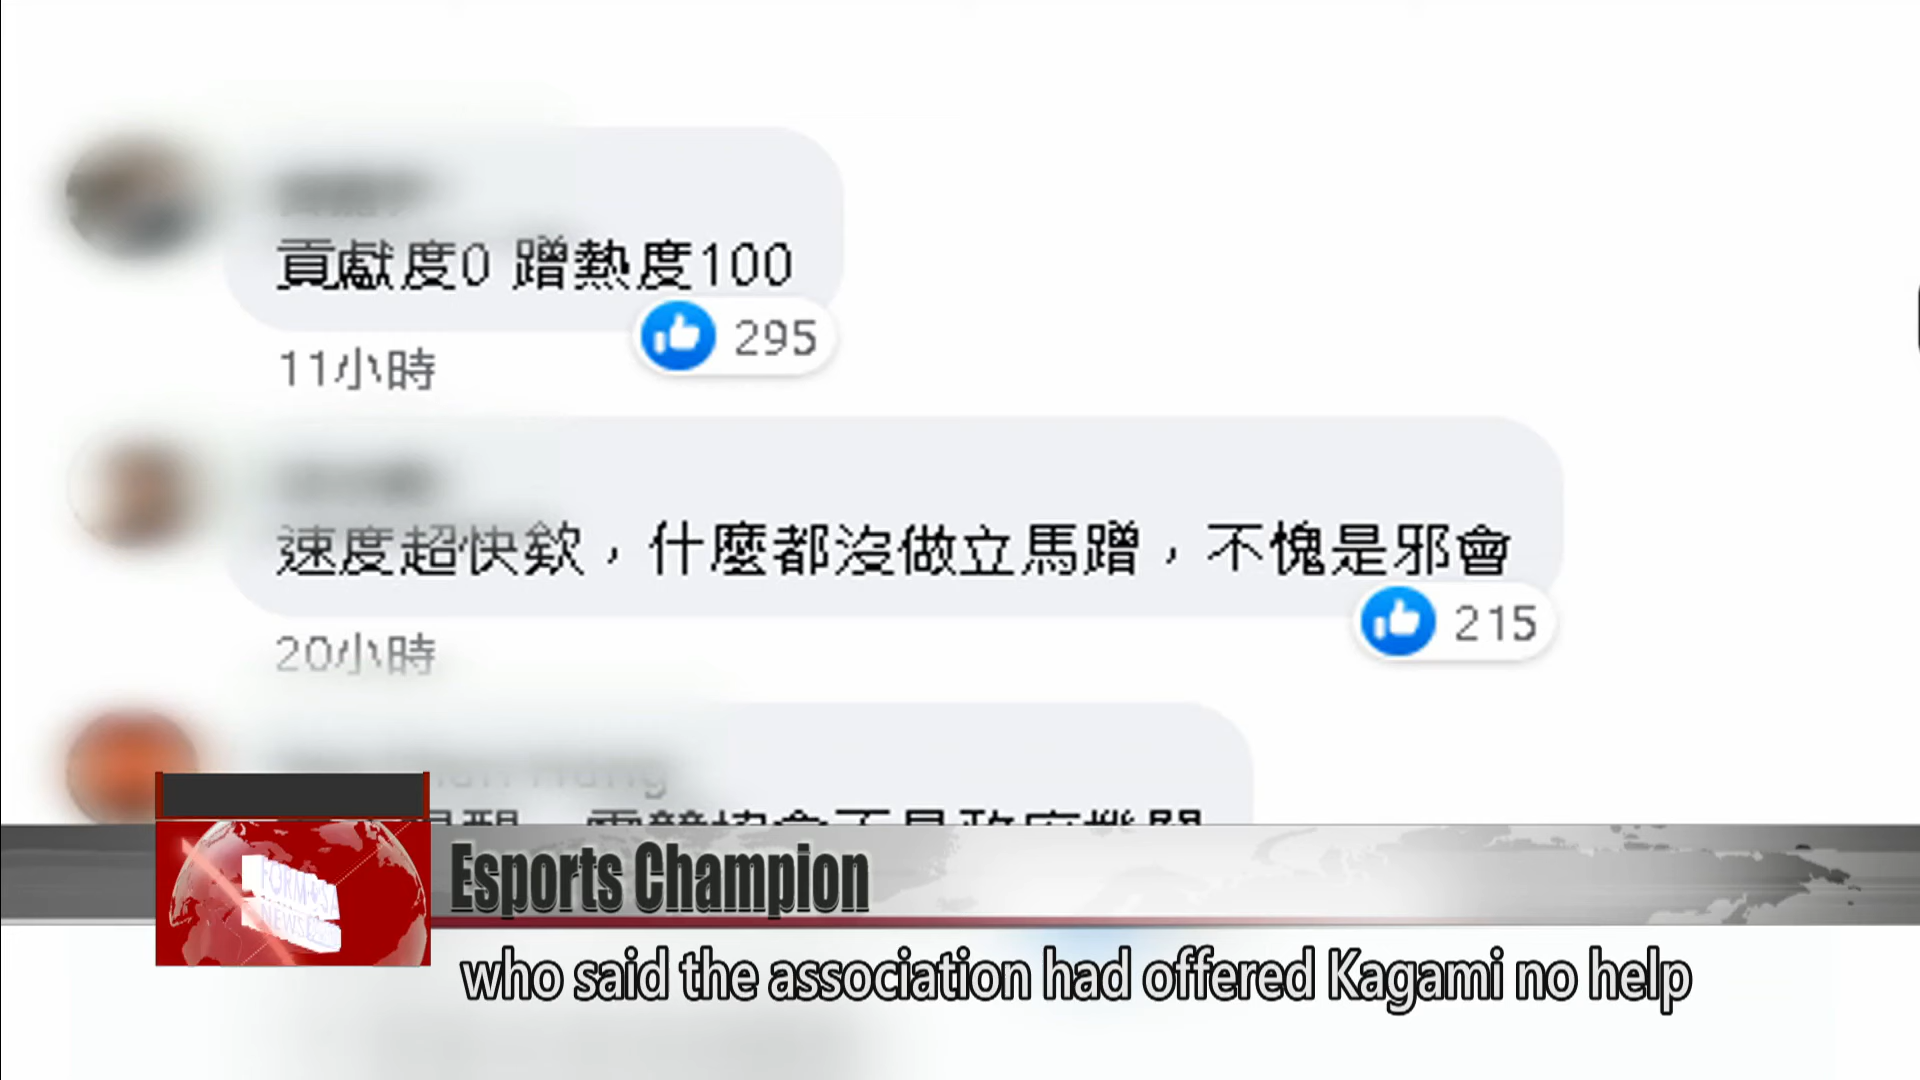 貢獻度0 蹭熱度100
295
11小時
速度超快欸，什麼都沒做立馬蹭，不愧是邪會
215
20小時
FORMOSA
NEWS
Esports Champion
who said the association had offered Kagami no help